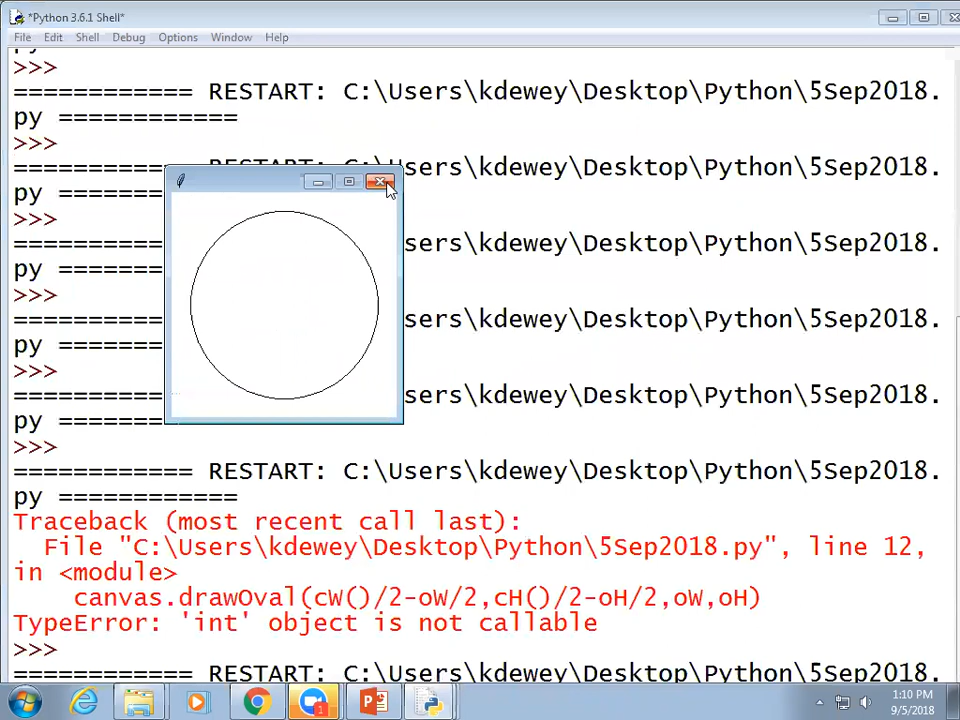 *Python 3.6.1 Shell*
File Edit Shell Debug Options Window Help
py ============
>>>
============ RESTART: C:\Users\kdewey\Desktop\Python\5Sep2018.
py ============
>>>
============ RESTART: C:\Users\kdewey\Desktop\Python\5Sep2018.
py =======
>>>
========== sers\kdewey\Desktop\Python\5Sep2018.
py =======
>>>
========== sers\kdewey\Desktop\Python\5Sep2018.
py =======
>>>
========== sers\kdewey\Desktop\Python\5Sep2018.
py =======
>>>
============ RESTART: C:\Users\kdewey\Desktop\Python\5Sep2018.
py ============
Traceback (most recent call last):
File "C:\Users\kdewey\Desktop\Python\5Sep2018.py", line 12,
in <module>
canvas.drawOval(cW()/2-oW/2,cH()/2-oH/2,oW,oH)
TypeError: 'int' object is not callable
>>>
============ RESTART: C:\Users\kdewey\Desktop\Python\5Sep2018.
1
1:10 PM
9/5/2018